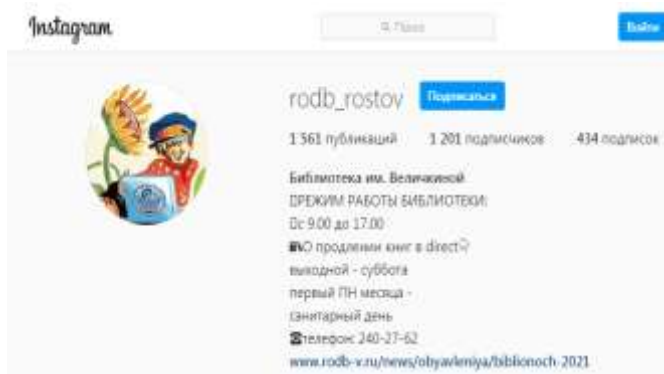 Instagram
Поиск
Войти
rodb_rostov Подписаться
1 561 публикаций 1 201 подписчиков 434 подписок
Библиотека им. Величкиной
РЕЖИМ РАБОТЫ БИБЛИОТЕКИ:
с 9.00 до 17.00
О продлении книг в direct
выходной - суббота
первый ПН месяца -
санитарный день
☎телефон: 240-27-62
www.rodb-v.ru/news/obyavleniya/biblionoch-2021